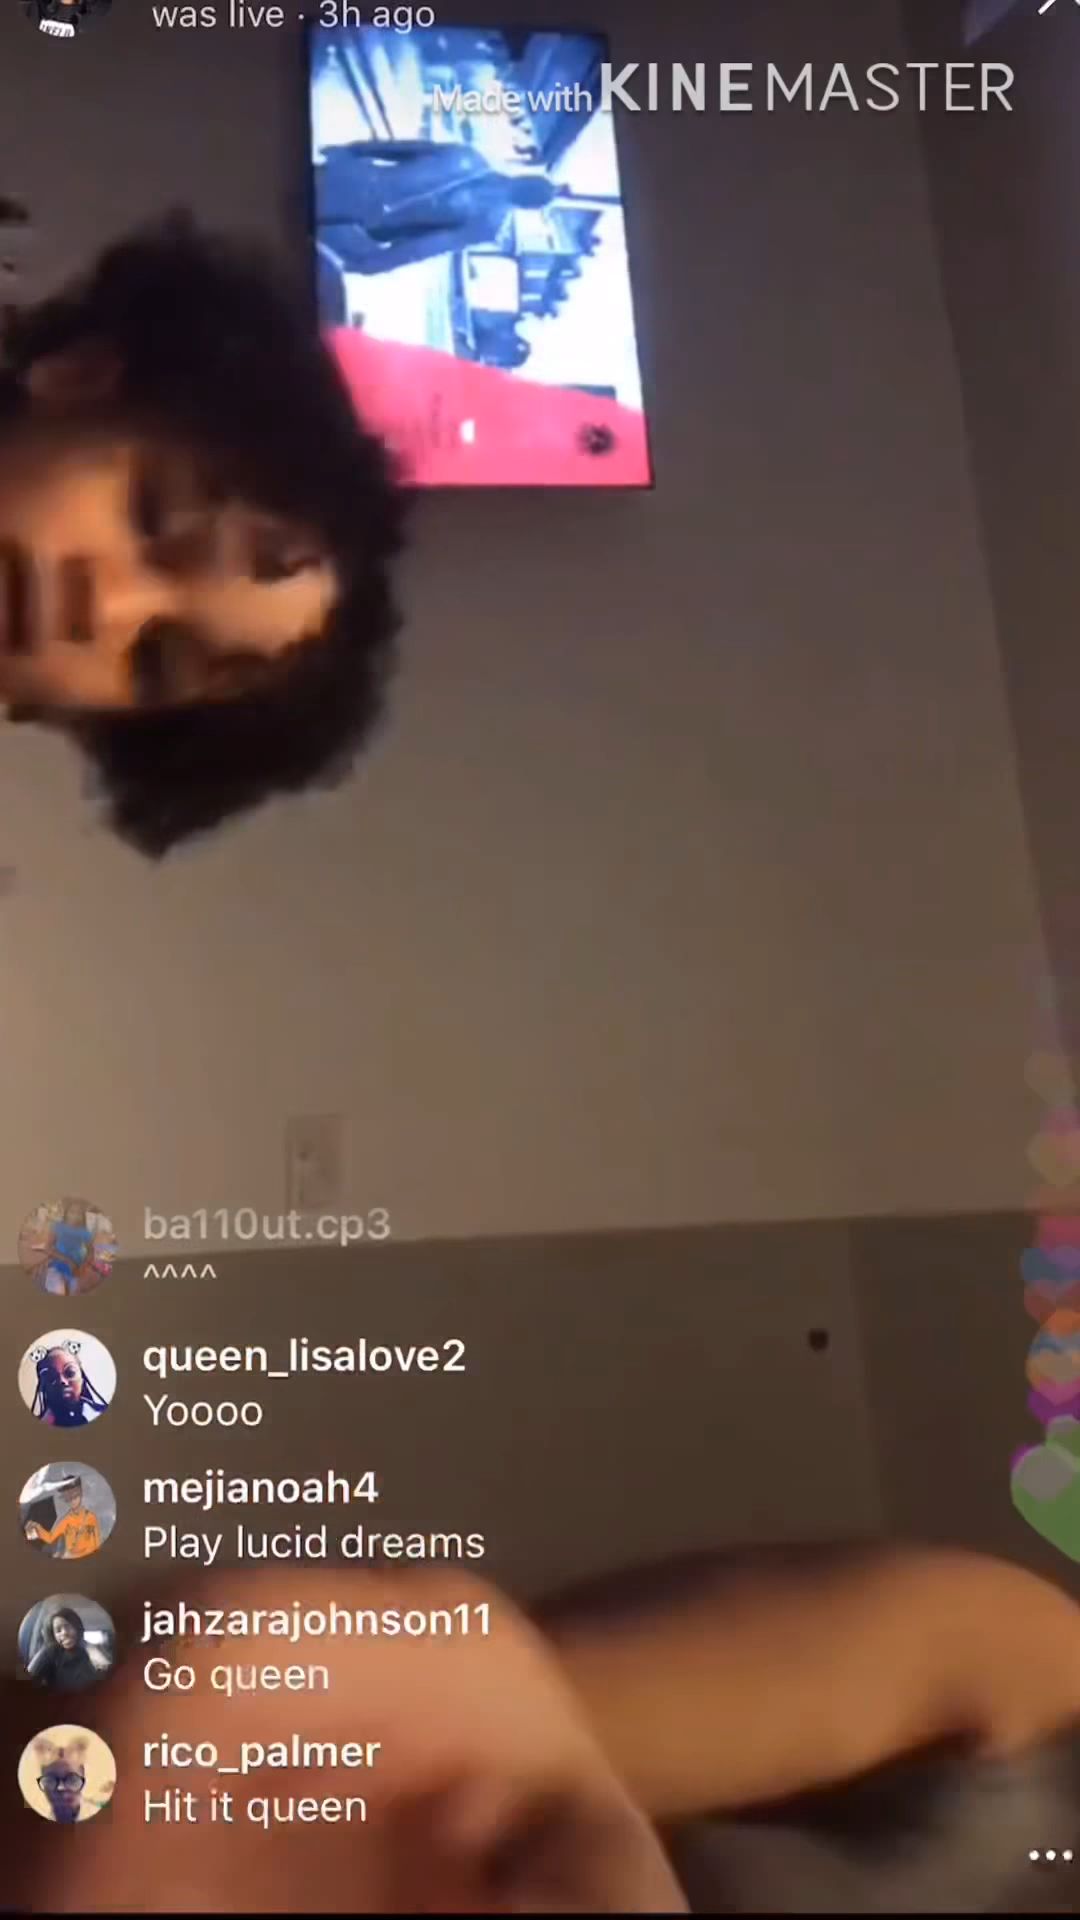 was live · 3h ago
Made with KINEMASTER
ba110ut.cp3
^^^^
queen_lisalove2
Yoooo
mejianoah4
Play lucid dreams
jahzarajohnson11
Go queen
rico_palmer
Hit it queen